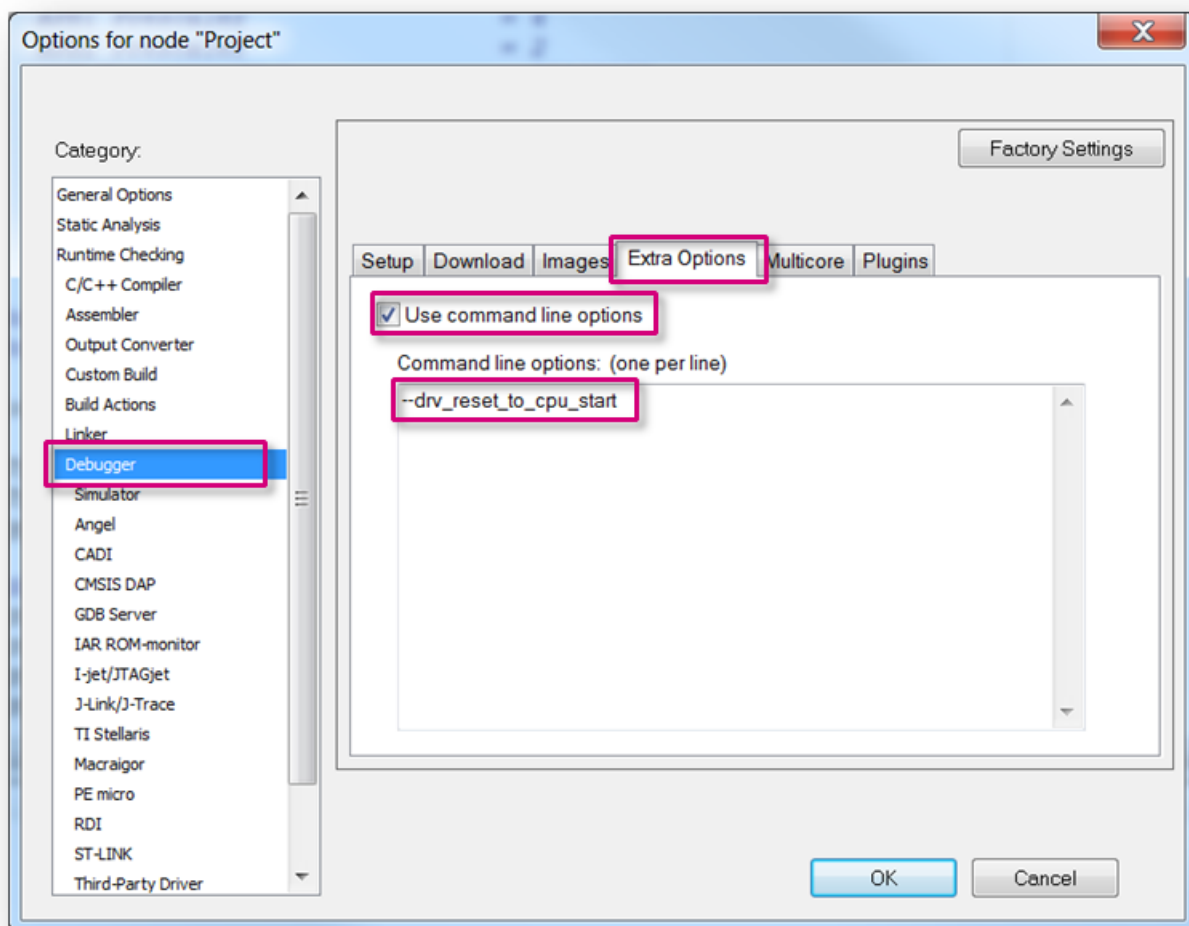 Options for node "Project"
Category:
Factory Settings
General Options
Static Analysis
Runtime Checking
C/C++ Compiler
Assembler
Output Converter
Custom Build
Build Actions
Linker
Debugger
Simulator
Angel
CADI
CMSIS DAP
GDB Server
IAR ROM-monitor
I-jet/JTAGjet
J-Link/J-Trace
TI Stellaris
Macraigor
PE micro
RDI
ST-LINK
Third-Party Driver
Setup Download Images Extra Options Multicore Plugins
Use command line options
Command line options: (one per line)
--drv_reset_to_cpu_start
OK Cancel